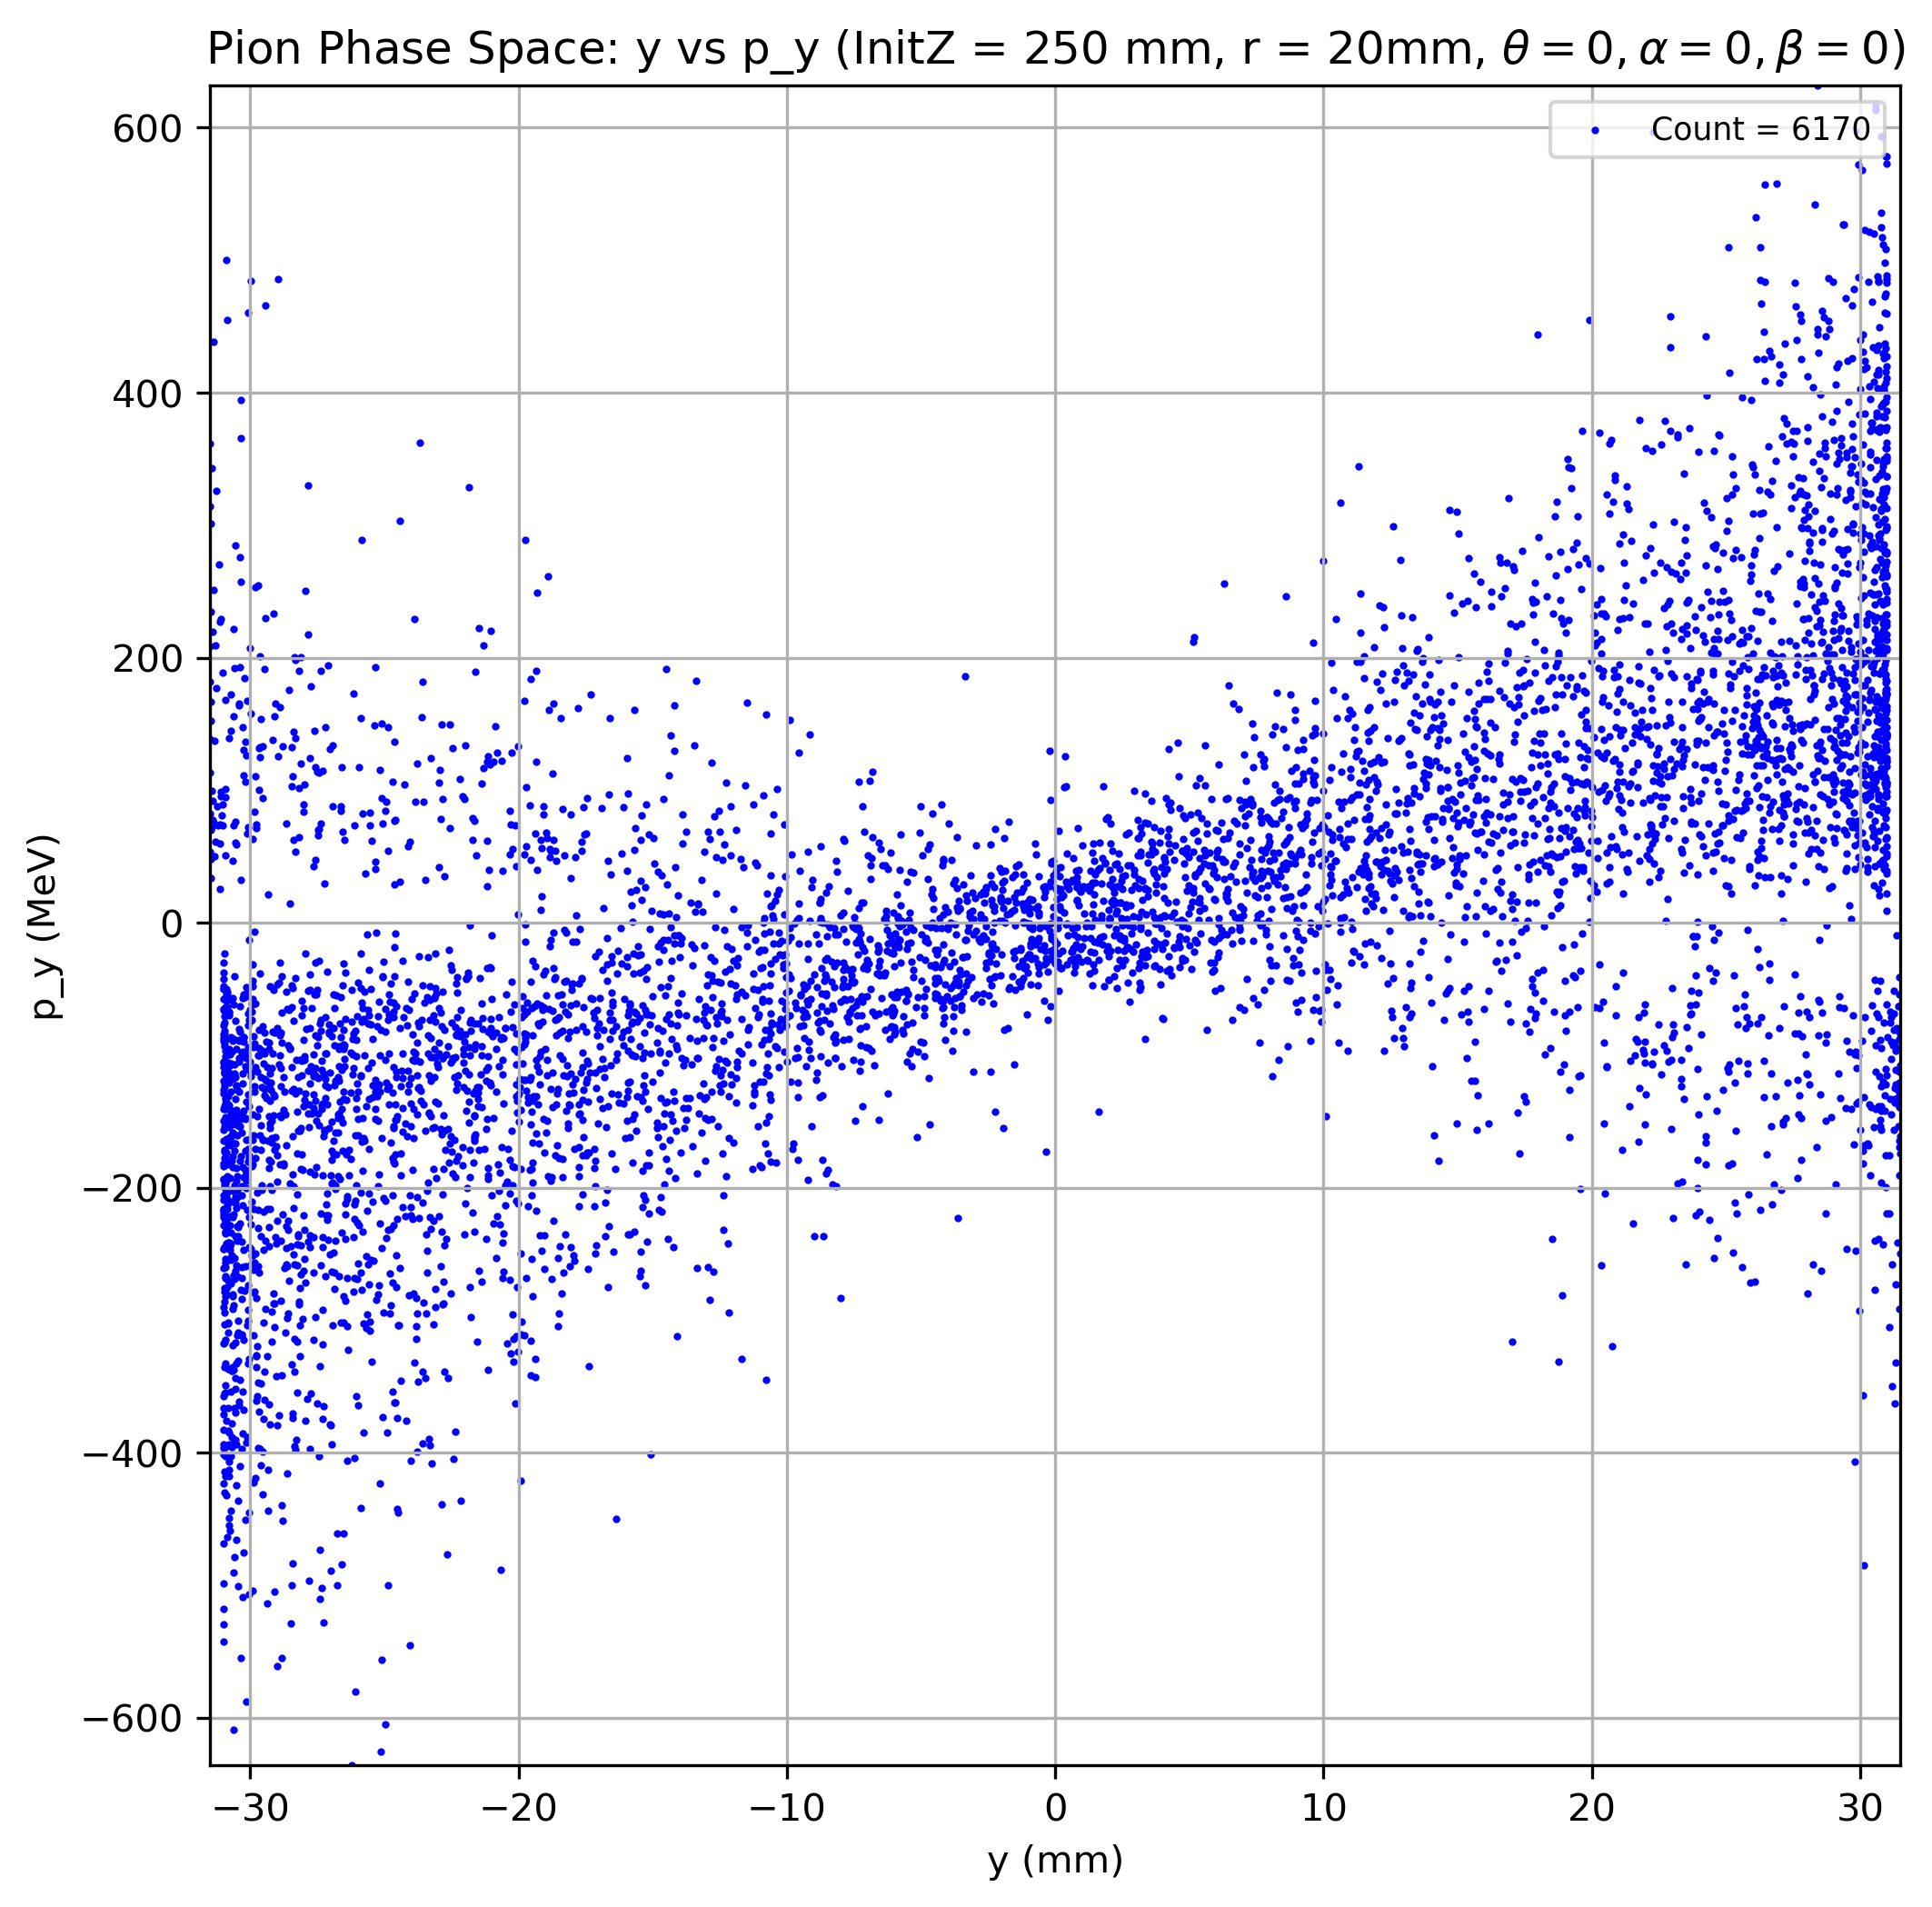 Pion Phase Space: y vs p_y (InitZ = 250 mm, r = 20mm, θ = 0, α = 0, β = 0)
Count = 6170
600
400
200
0
−200
−400
−600
p_y (MeV)
−30 −20 −10 0 10 20 30
y (mm)